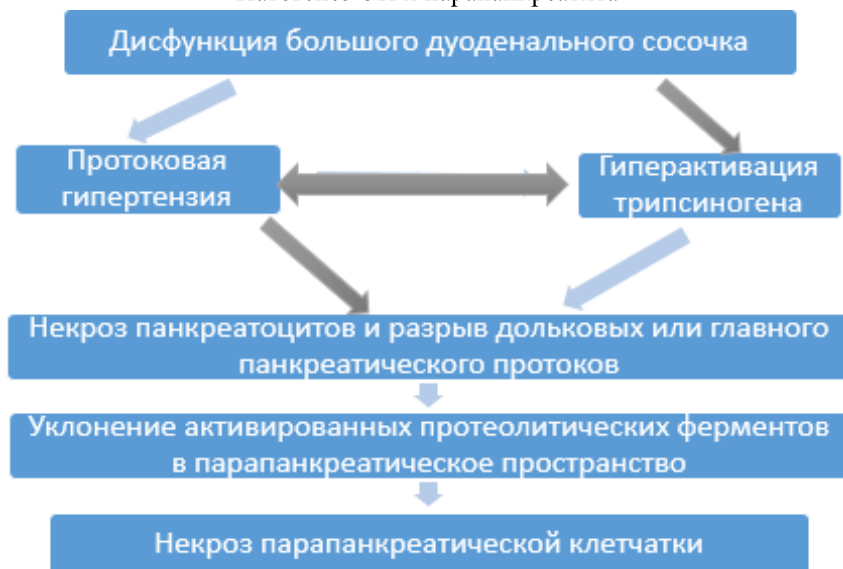 Дисфункция большого дуоденального сосочка
Протоковая
гипертензия
Гиперактивация
трипсиногена
Некроз панкреатоцитов и разрыв дольковых или главного
панкреатического протоков
Уклонение активированных протеолитических ферментов
в парапанкреатическое пространство
Некроз парапанкреатической клетчатки